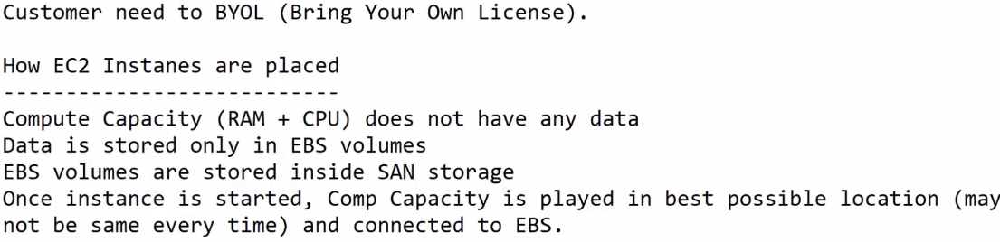 Customer need to BYOL (Bring Your Own License).
How EC2 Instanes are placed
---------------------------
Compute Capacity (RAM + CPU) does not have any data
Data is stored only in EBS volumes
EBS volumes are stored inside SAN storage
Once instance is started, Comp Capacity is played in best possible location (may
not be same every time) and connected to EBS.